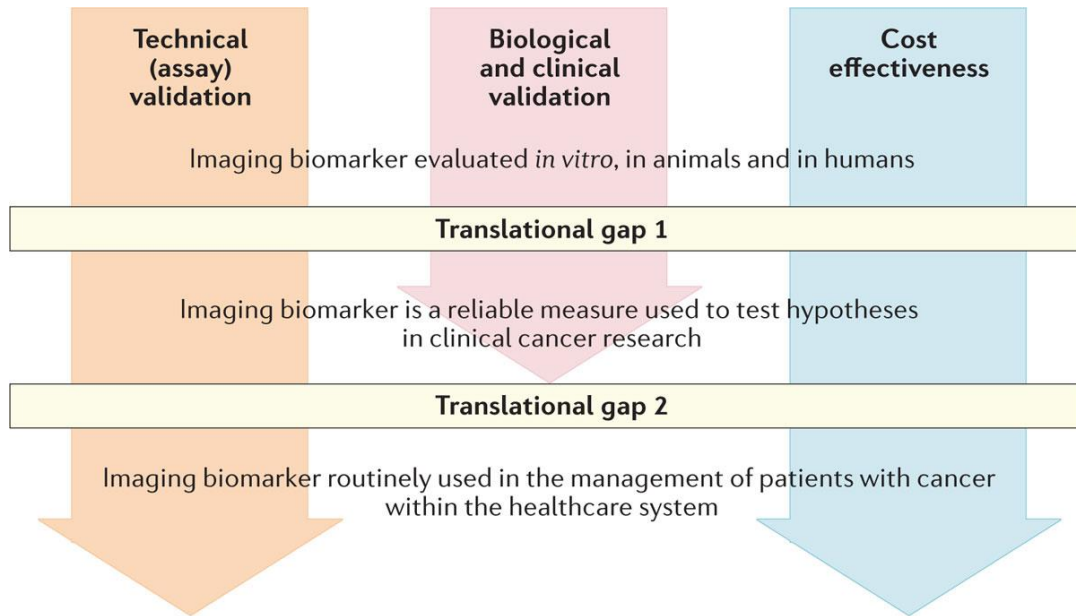 Technical
(assay)
validation
Biological
and clinical
validation
Cost
effectiveness
Imaging biomarker evaluated in vitro, in animals and in humans
Translational gap 1
Imaging biomarker is a reliable measure used to test hypotheses
in clinical cancer research
Translational gap 2
Imaging biomarker routinely used in the management of patients with cancer
within the healthcare system